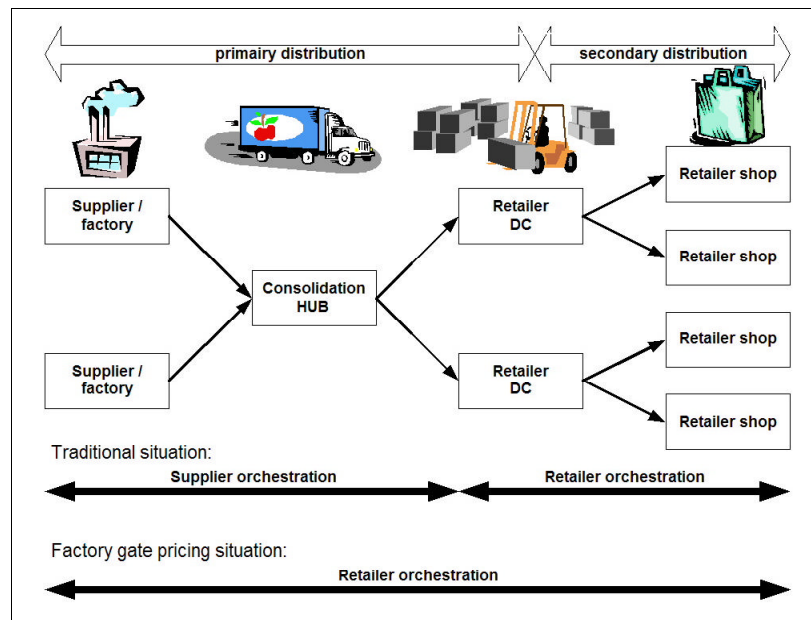 primairy distribution
secondary distribution
Supplier /
factory
Retailer
DC
Retailer shop
Retailer shop
Consolidation
HUB
Supplier /
factory
Retailer
DC
Retailer shop
Retailer shop
Traditional situation:
Supplier orchestration
Retailer orchestration
Factory gate pricing situation:
Retailer orchestration